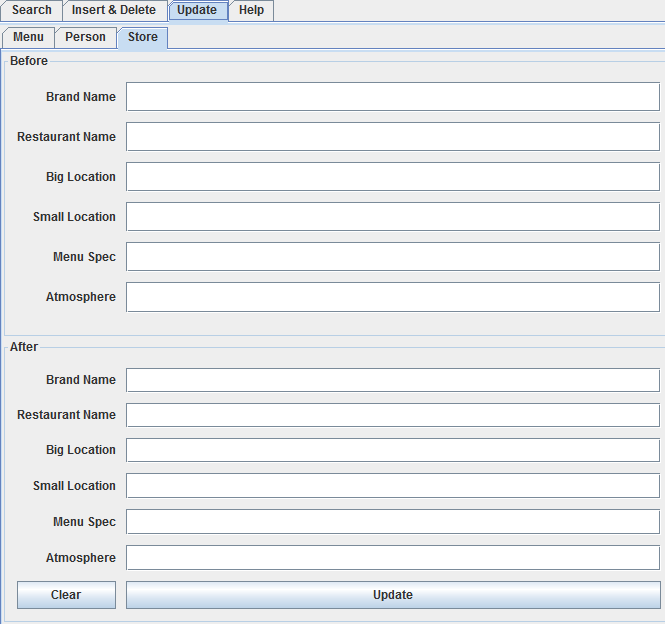 Search Insert & Delete Update Help
Menu Person Store
Before
Brand Name
Restaurant Name
Big Location
Small Location
Menu Spec
Atmosphere
After
Brand Name
Restaurant Name
Big Location
Small Location
Menu Spec
Atmosphere
Clear Update